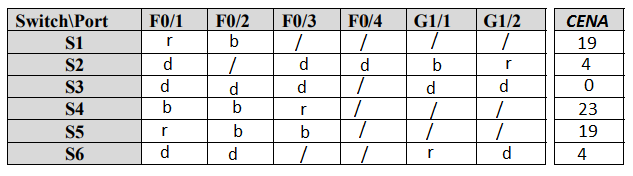 Switch\Port F0/1 F0/2 F0/3 F0/4 G1/1 G1/2 CENA
S1 r b / / / / 19
S2 d / d d b r 4
S3 d d d / d d 0
S4 b b r / / / 23
S5 r b b / / / 19
S6 d d / / r d 4